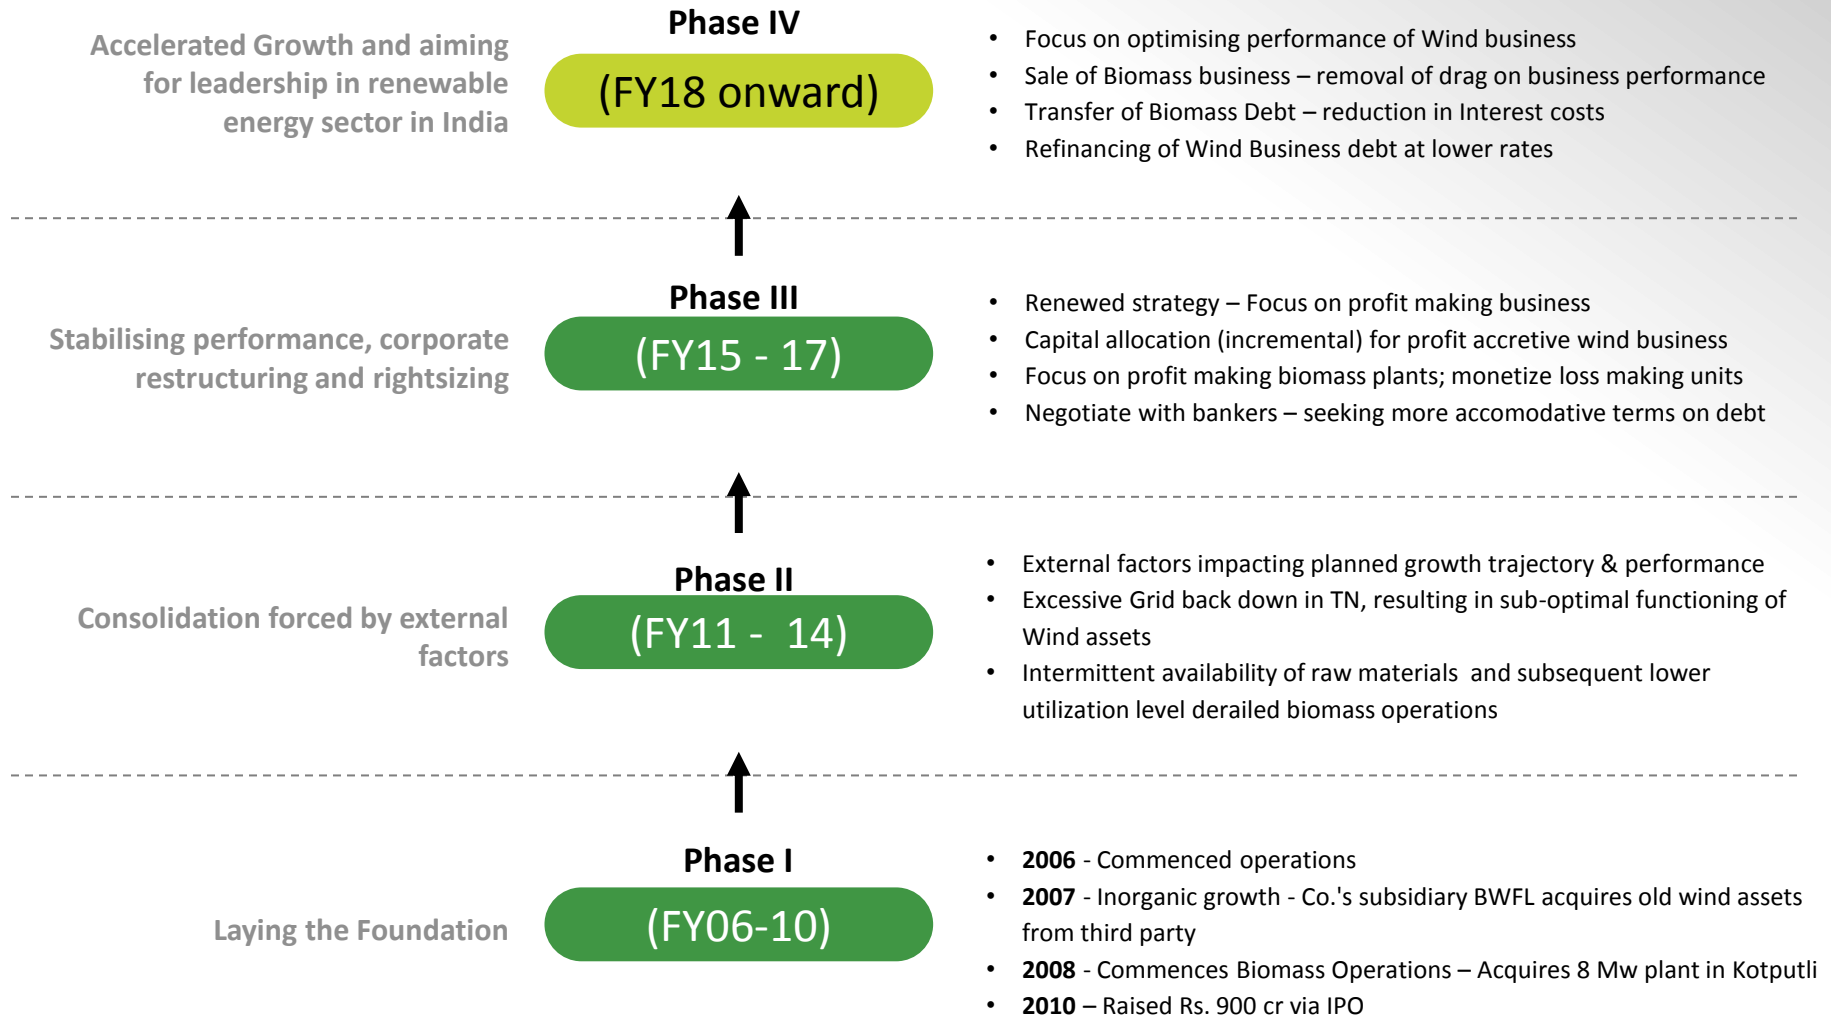 Phase IV
Accelerated Growth and aiming
for leadership in renewable
energy sector in India
(FY18 onward)
• Focus on optimising performance of Wind business
• Sale of Biomass business – removal of drag on business performance
• Transfer of Biomass Debt – reduction in Interest costs
• Refinancing of Wind Business debt at lower rates
Phase III
Stabilising performance, corporate
restructuring and rightsizing
(FY15 - 17)
• Renewed strategy – Focus on profit making business
• Capital allocation (incremental) for profit accretive wind business
• Focus on profit making biomass plants; monetize loss making units
• Negotiate with bankers – seeking more accomodative terms on debt
Phase II
Consolidation forced by external
factors
(FY11 - 14)
• External factors impacting planned growth trajectory & performance
• Excessive Grid back down in TN, resulting in sub-optimal functioning of
Wind assets
• Intermittent availability of raw materials and subsequent lower
utilization level derailed biomass operations
Phase I
Laying the Foundation
(FY06-10)
• 2006 - Commenced operations
• 2007 - Inorganic growth - Co.'s subsidiary BWFL acquires old wind assets
from third party
• 2008 - Commences Biomass Operations – Acquires 8 Mw plant in Kotputli
• 2010 – Raised Rs. 900 cr via IPO